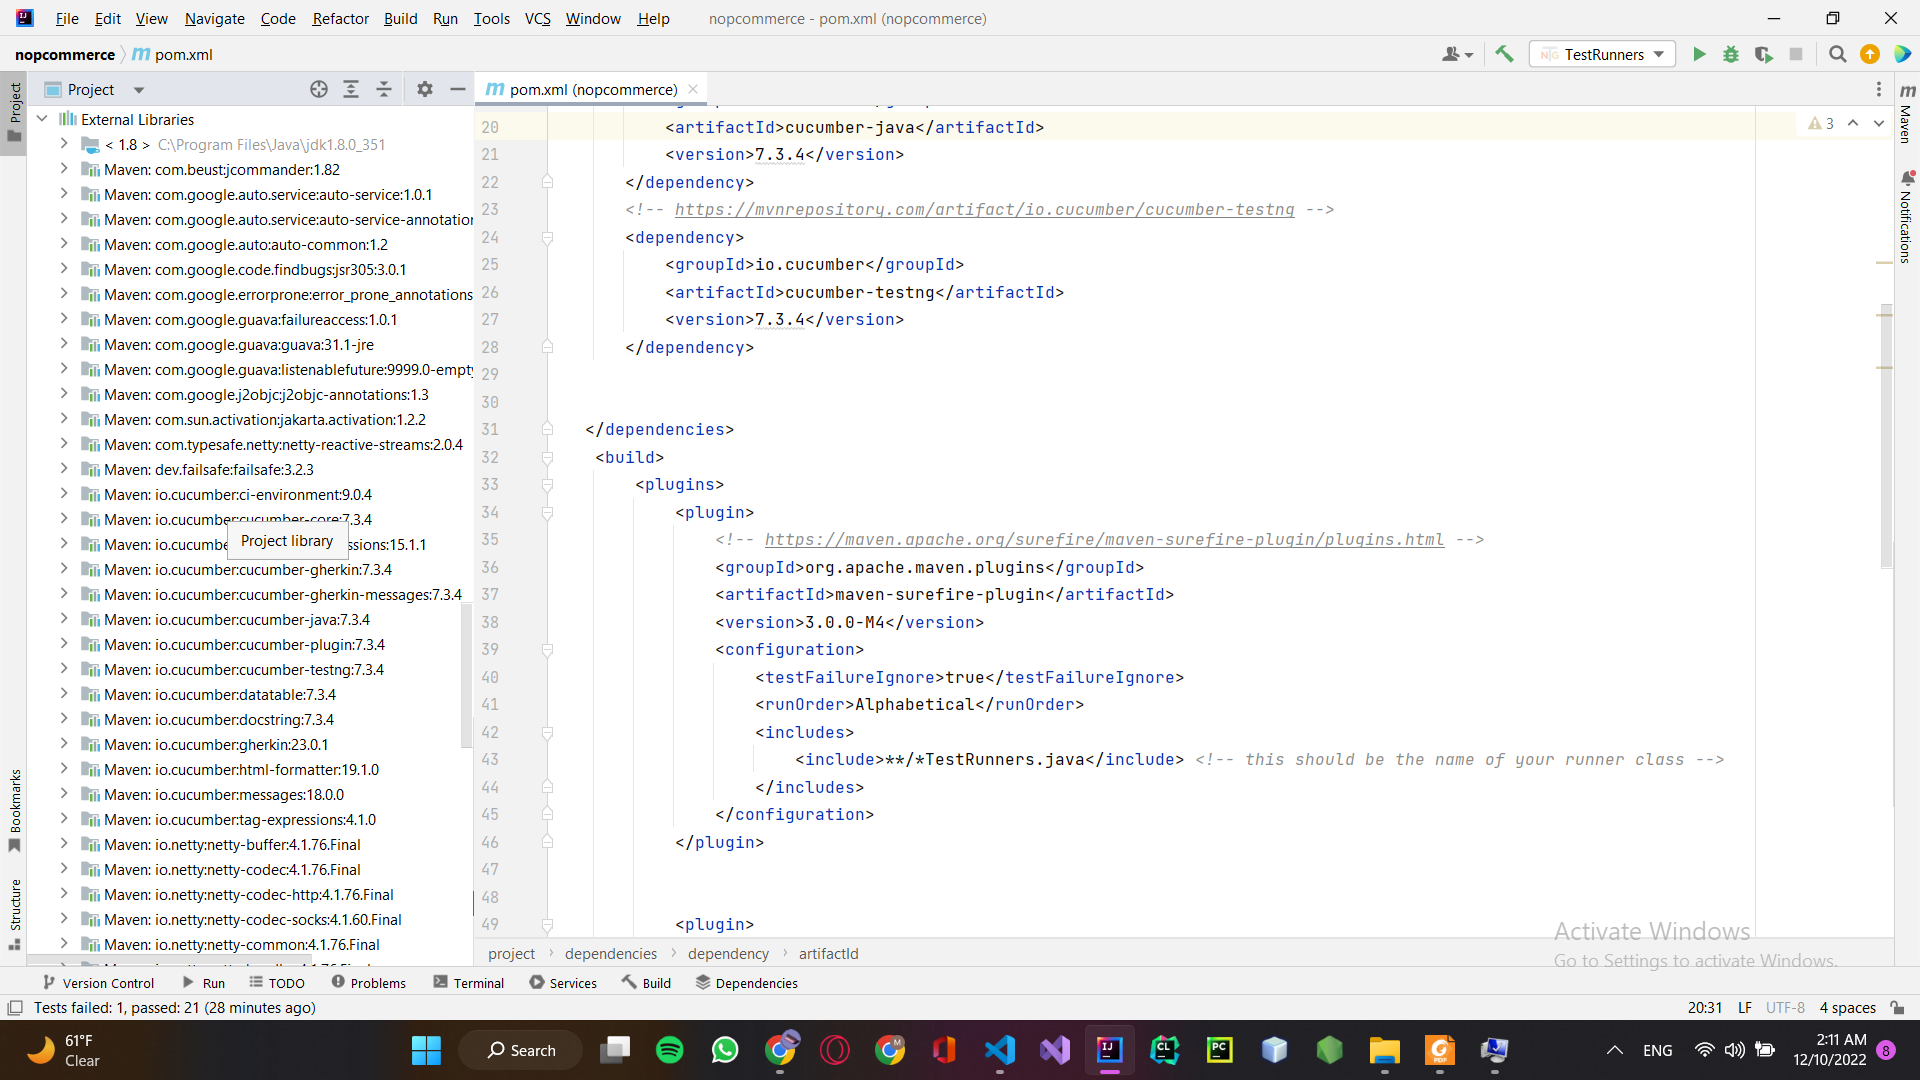 File Edit View Navigate Code Refactor Build Run Tools VCS Window Help nopcommerce - pom.xml (nopcommerce)
nopcommerce pom.xml
TestRunners
Project
pom.xml (nopcommerce)
Project
Maven
Notifications
Bookmarks
Structure
External Libraries
< 1.8 > C:\Program Files\Java\jdk1.8.0_351
Maven: com.beust:jcommander:1.82
Maven: com.google.auto.service:auto-service:1.0.1
Maven: com.google.auto.service:auto-service-annotation
Maven: com.google.auto:auto-common:1.2
Maven: com.google.code.findbugs:jsr305:3.0.1
Maven: com.google.errorprone:error_prone_annotations
Maven: com.google.guava:failureaccess:1.0.1
Maven: com.google.guava:guava:31.1-jre
Maven: com.google.guava:listenablefuture:9999.0-empty
Maven: com.google.j2objc:j2objc-annotations:1.3
Maven: com.sun.activation:jakarta.activation:1.2.2
Maven: com.typesafe.netty:netty-reactive-streams:2.0.4
Maven: dev.failsafe:failsafe:3.2.3
Maven: io.cucumber:ci-environment:9.0.4
Maven: io.cucumber:cucumber-core:7.3.4
Project library
Maven: io.cucumbe ssions:15.1.1
Maven: io.cucumber:cucumber-gherkin:7.3.4
Maven: io.cucumber:cucumber-gherkin-messages:7.3.4
Maven: io.cucumber:cucumber-java:7.3.4
Maven: io.cucumber:cucumber-plugin:7.3.4
Maven: io.cucumber:cucumber-testng:7.3.4
Maven: io.cucumber:datatable:7.3.4
Maven: io.cucumber:docstring:7.3.4
Maven: io.cucumber:gherkin:23.0.1
Maven: io.cucumber:html-formatter:19.1.0
Maven: io.cucumber:messages:18.0.0
Maven: io.cucumber:tag-expressions:4.1.0
Maven: io.netty:netty-buffer:4.1.76.Final
Maven: io.netty:netty-codec:4.1.76.Final
Maven: io.netty:netty-codec-http:4.1.76.Final
Maven: io.netty:netty-codec-socks:4.1.60.Final
Maven: io.netty:netty-common:4.1.76.Final
3
20 <artifactId>cucumber-java</artifactId>
21 <version>7.3.4</version>
22 </dependency>
23 <!-- https://mvnrepository.com/artifact/io.cucumber/cucumber-testng -->
24 <dependency>
25 <groupId>io.cucumber</groupId>
26 <artifactId>cucumber-testng</artifactId>
27 <version>7.3.4</version>
28 </dependency>
29
30
31 </dependencies>
32 <build>
33 <plugins>
34 <plugin>
35 <!-- https://maven.apache.org/surefire/maven-surefire-plugin/plugins.html -->
36 <groupId>org.apache.maven.plugins</groupId>
37 <artifactId>maven-surefire-plugin</artifactId>
38 <version>3.0.0-M4</version>
39 <configuration>
40 <testFailureIgnore>true</testFailureIgnore>
41 <runOrder>Alphabetical</runOrder>
42 <includes>
43 <include>**/*TestRunners.java</include> <!-- this should be the name of your runner class -->
44 </includes>
45 </configuration>
46 </plugin>
47
48
49 <plugin>
Activate Windows
Go to Settings to activate Windows.
project dependencies dependency artifactId
Version Control Run TODO Problems Terminal Services Build Dependencies
Tests failed: 1, passed: 21 (28 minutes ago) 20:31 LF UTF-8 4 spaces
61°F
Clear
Search
ENG
2:11 AM
12/10/2022
8